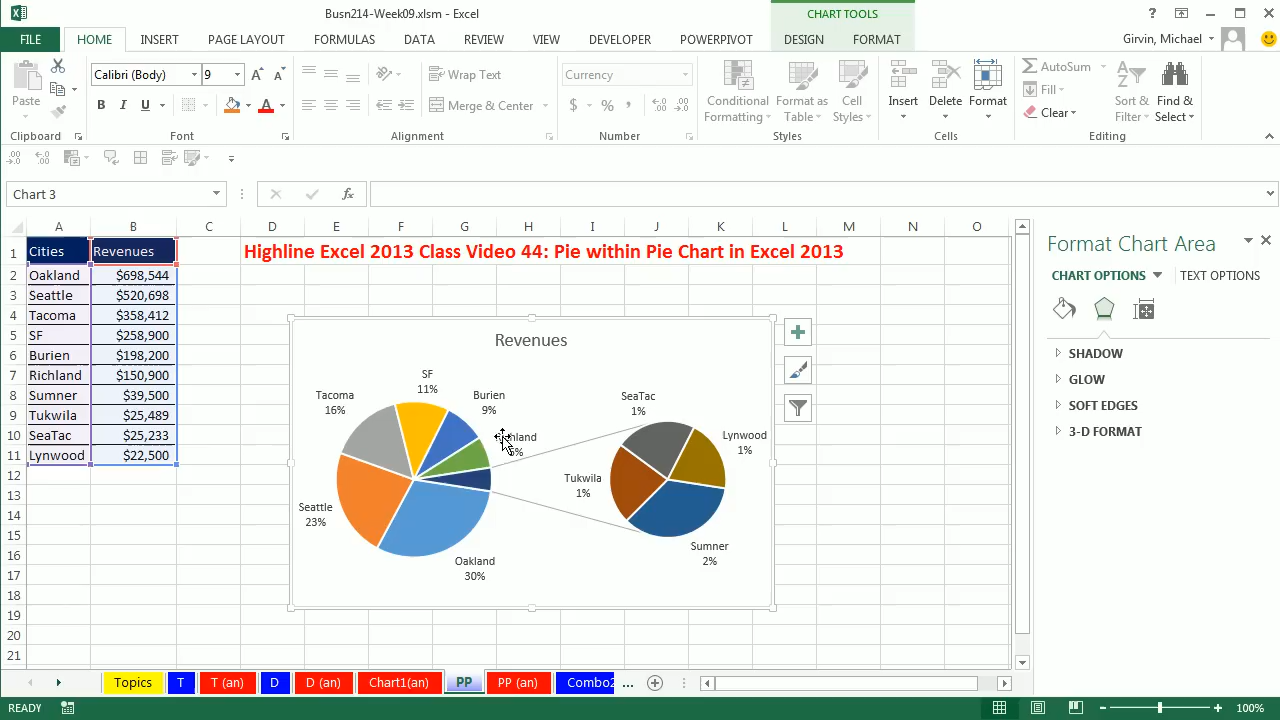 Busn214-Week09.xlsm - Excel
CHART TOOLS
FILE HOME INSERT PAGE LAYOUT FORMULAS DATA REVIEW VIEW DEVELOPER POWERPIVOT DESIGN FORMAT Girvin, Michael
Paste
Calibri (Body) 9
Wrap Text
Currency
Merge & Center
Conditional Formatting
Format as Table
Cell Styles
Insert Delete Format
AutoSum
Fill
Clear
Sort & Filter
Find & Select
Clipboard Font Alignment Number Styles Cells Editing
Chart 3
A B C D E F G H I J K L M N O
1 Cities Revenues Highline Excel 2013 Class Video 44: Pie within Pie Chart in Excel 2013
2 Oakland $698,544
3 Seattle $520,698
4 Tacoma $358,412
5 SF $258,900
6 Burien $198,200
7 Richland $150,900
8 Sumner $39,500
9 Tukwila $25,489
10 SeaTac $25,233
11 Lynwood $22,500
12
13
14
15
16
17
18
19
20
21
Revenues
SF
11%
Tacoma
16%
Burien
9%
Seattle
23%
Oakland
30%
SeaTac
1%
Lynwood
1%
Tukwila
1%
Sumner
2%
Format Chart Area
CHART OPTIONS TEXT OPTIONS
SHADOW
GLOW
SOFT EDGES
3-D FORMAT
Topics T T (an) D D (an) Chart1(an) PP PP (an) Combo2 ...
READY 100%